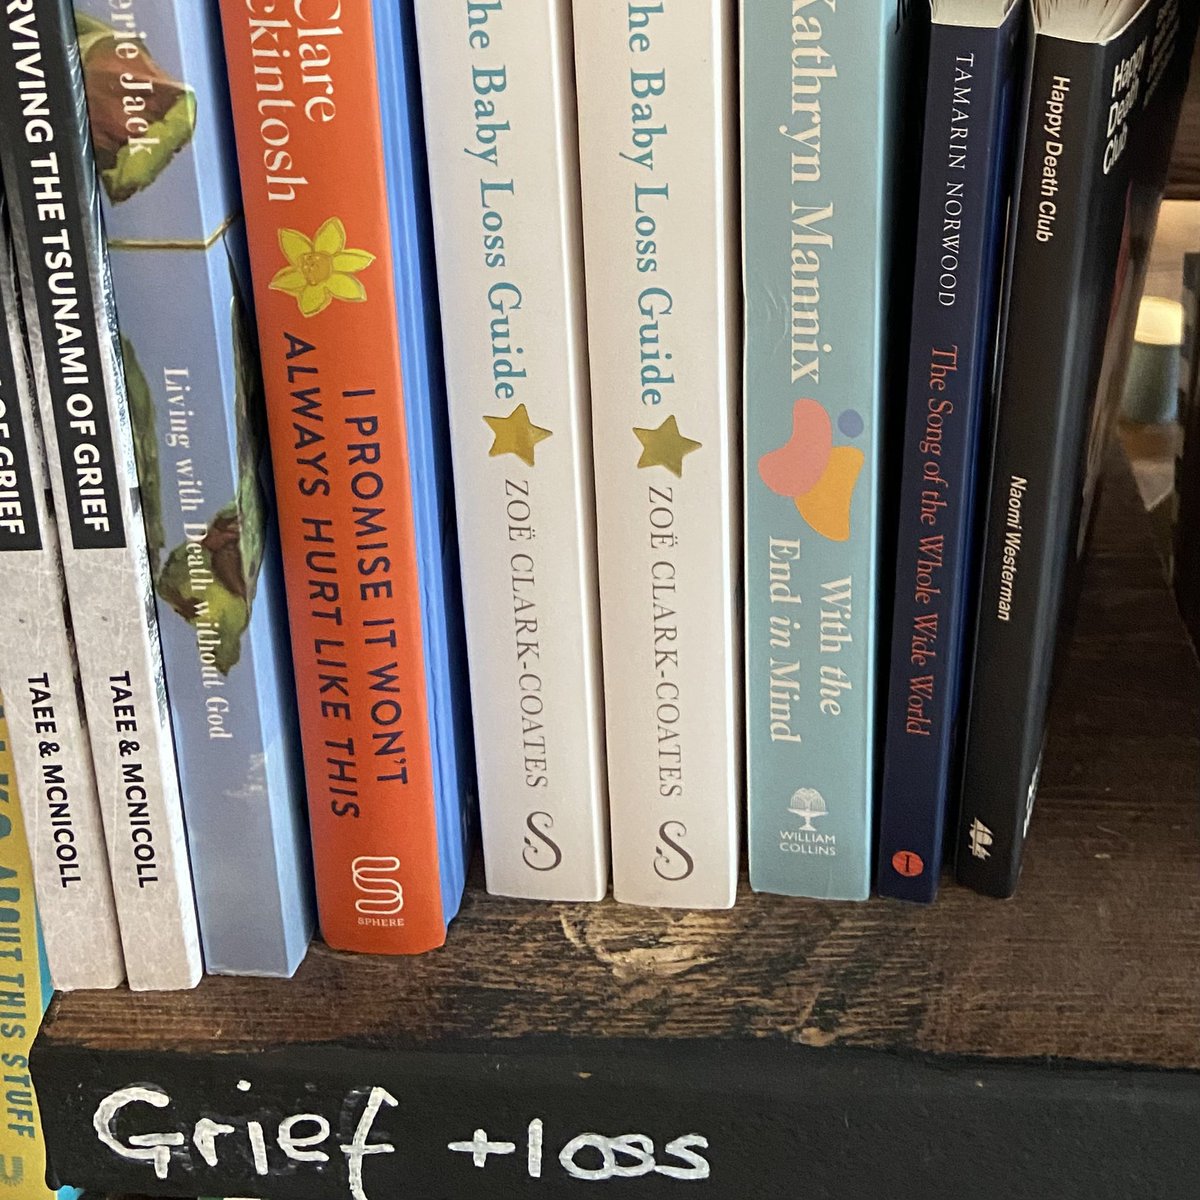 OF GRIEF
TAEE & MCNICOLL
RVIVING THE TSUNAMI OF GRIEF
TAEE & MCNICOLL
erie Jack
Living with Death without God
Clare
ckintosh
I PROMISE IT WON'T
ALWAYS HURT LIKE THIS
SPHERE
he Baby Loss Guide
ZOË CLARK-COATES
he Baby Loss Guide
ZOË CLARK-COATES
Kathryn Mannix
With the
End in Mind
WILLIAM
COLLINS
TAMARIN NORWOOD
The Song of the Whole Wide World
Happy Death Club
Naomi Westerman
Happy
Death
Club
ABOUT THIS STUFF
Grief + loss